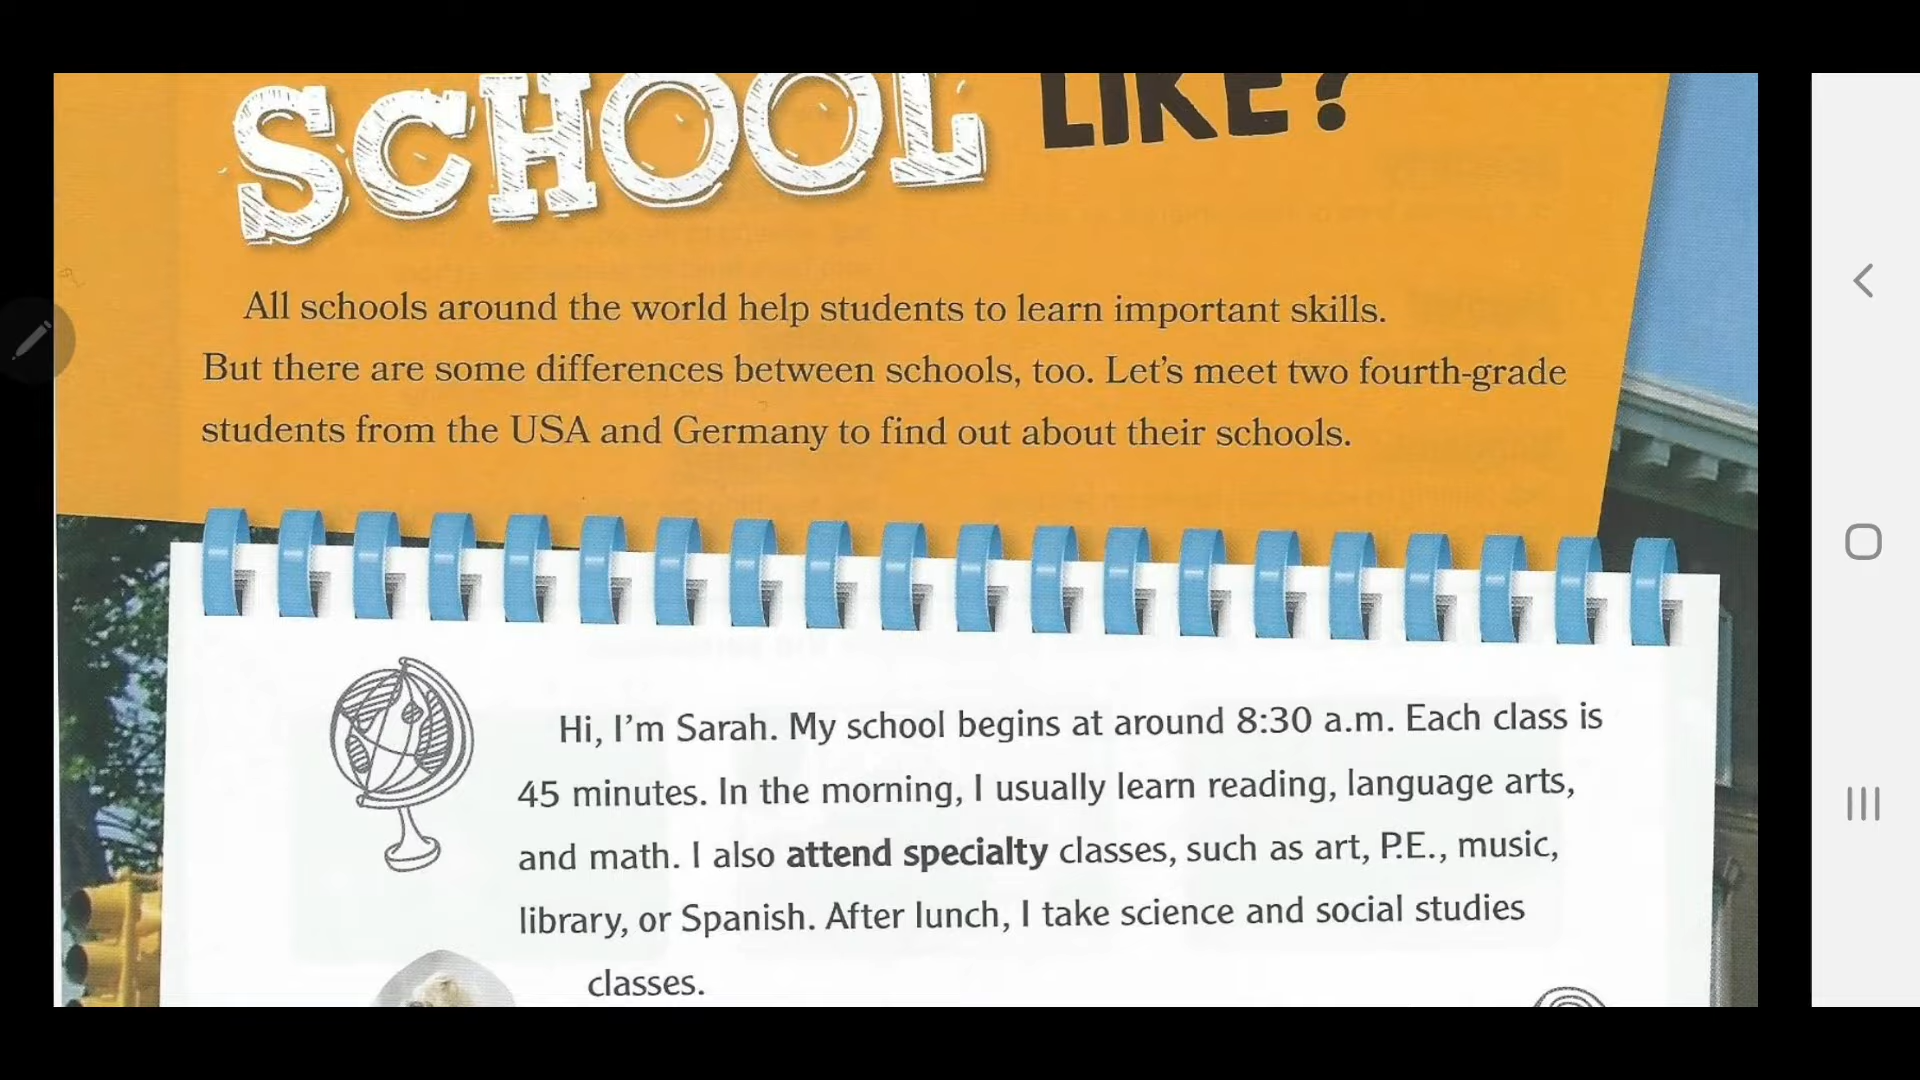 SCHOOL LIKE?
All schools around the world help students to learn important skills.
But there are some differences between schools, too. Let's meet two fourth-grade
students from the USA and Germany to find out about their schools.
Hi, I'm Sarah. My school begins at around 8:30 a.m. Each class is
45 minutes. In the morning, I usually learn reading, language arts,
and math. I also attend specialty classes, such as art, P.E., music,
library, or Spanish. After lunch, I take science and social studies
classes.